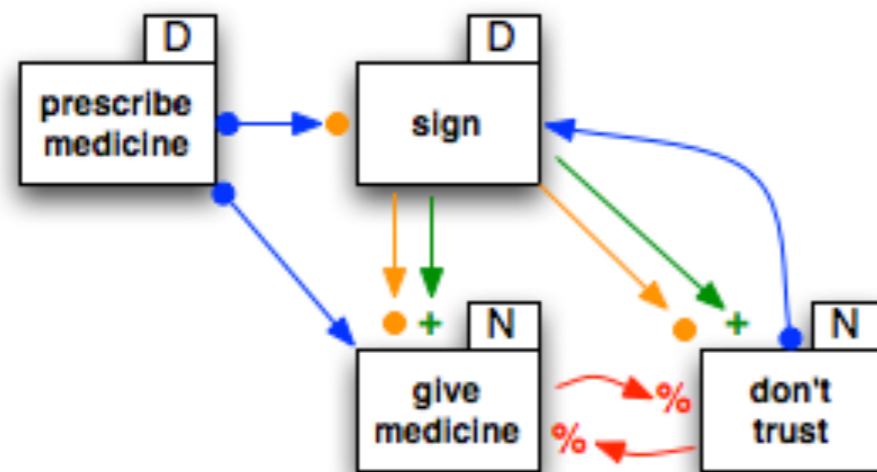 D
D
prescribe
medicine
sign
+
+
N
N
give
medicine
%
%
don't
trust